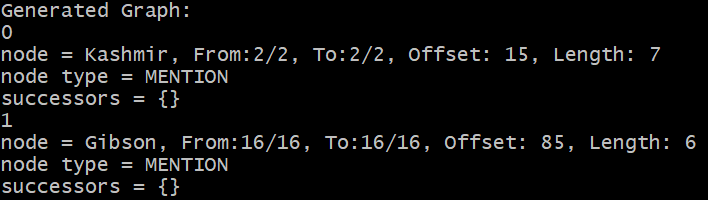 Generated Graph:
0
node = Kashmir, From:2/2, To:2/2, Offset: 15, Length: 7
node type = MENTION
successors = {}
1
node = Gibson, From:16/16, To:16/16, Offset: 85, Length: 6
node type = MENTION
successors = {}